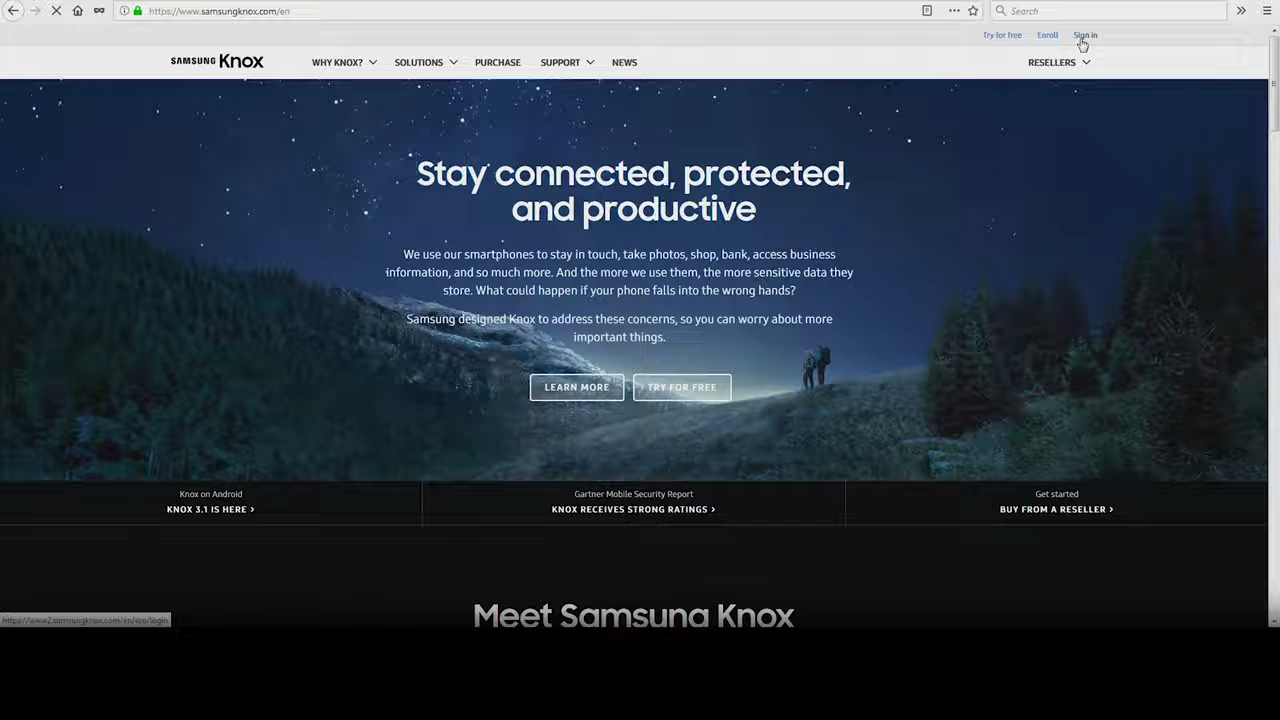 https://www.samsungknox.com/en
Search
Try for free
Enroll
Sign in
SAMSUNG Knox
WHY KNOX?
SOLUTIONS
PURCHASE
SUPPORT
NEWS
RESELLERS
Stay connected, protected,
and productive
We use our smartphones to stay in touch, take photos, shop, bank, access business
information, and so much more. And the more we use them, the more sensitive data they
store. What could happen if your phone falls into the wrong hands?
Samsung designed Knox to address these concerns, so you can worry about more
important things.
LEARN MORE
TRY FOR FREE
Knox on Android
KNOX 3.1 IS HERE >
Gartner Mobile Security Report
KNOX RECEIVES STRONG RATINGS >
Get started
BUY FROM A RESELLER >
Meet Samsung Knox
https://www2.samsungknox.com/en/sso/login